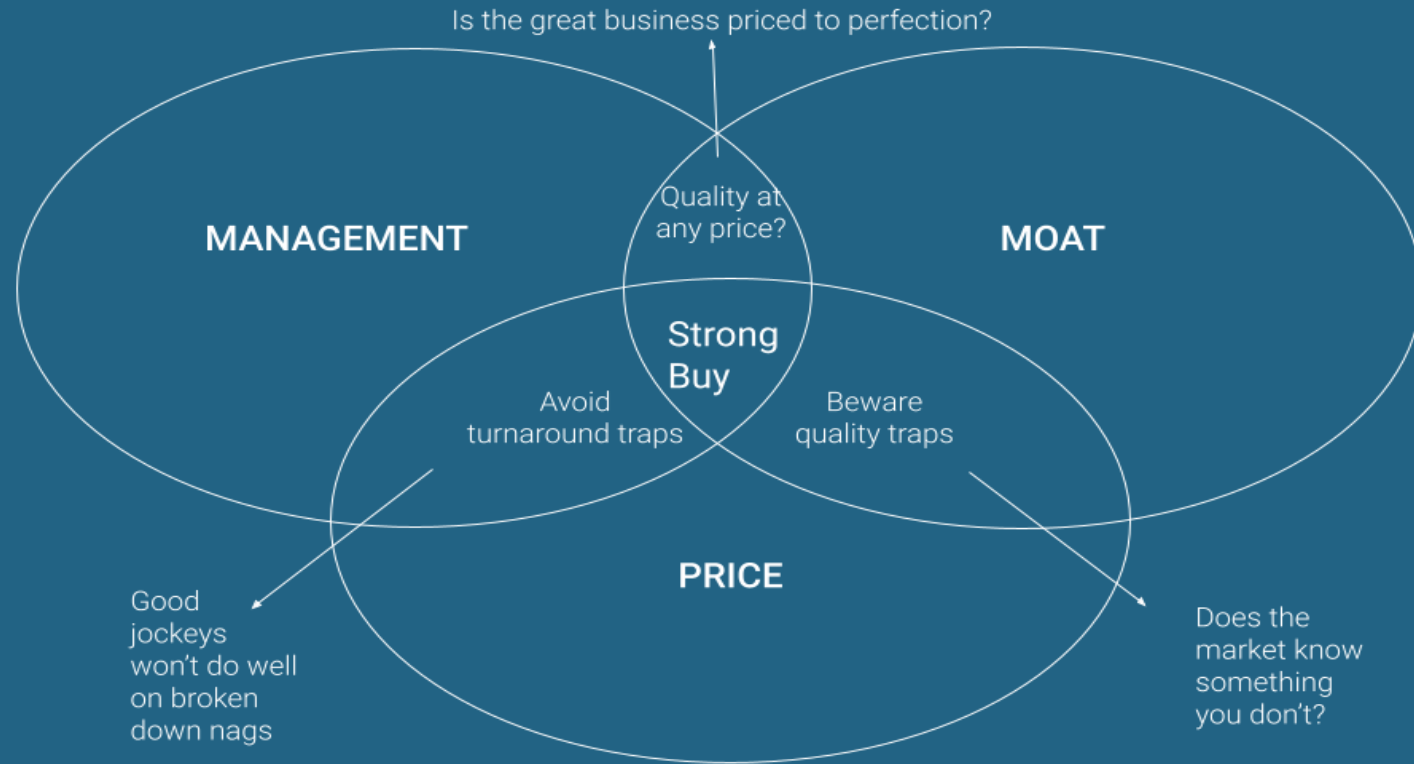 Is the great business priced to perfection?
Quality at
any price?
MANAGEMENT
MOAT
Strong
Buy
Avoid
turnaround traps
Beware
quality traps
PRICE
Good
jockeys
won't do well
on broken
down nags
Does the
market know
something
you don't?